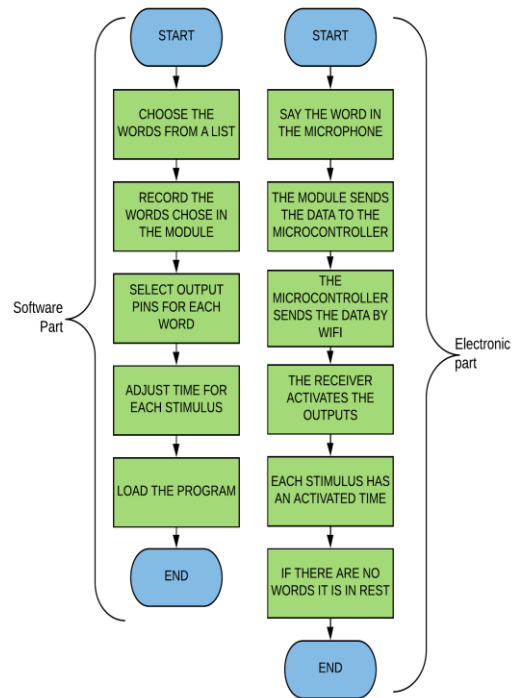 Software
Part
START
CHOOSE THE
WORDS FROM A LIST
RECORD THE
WORDS CHOSE IN
THE MODULE
SELECT OUTPUT
PINS FOR EACH
WORD
ADJUST TIME FOR
EACH STIMULUS
LOAD THE PROGRAM
END
START
SAY THE WORD IN
THE MICROPHONE
THE MODULE SENDS
THE DATA TO THE
MICROCONTROLLER
THE
MICROCONTROLLER
SENDS THE DATA BY
WIFI
THE RECEIVER
ACTIVATES THE
OUTPUTS
EACH STIMULUS HAS
AN ACTIVATED TIME
IF THERE ARE NO
WORDS IT IS IN REST
END
Electronic
part